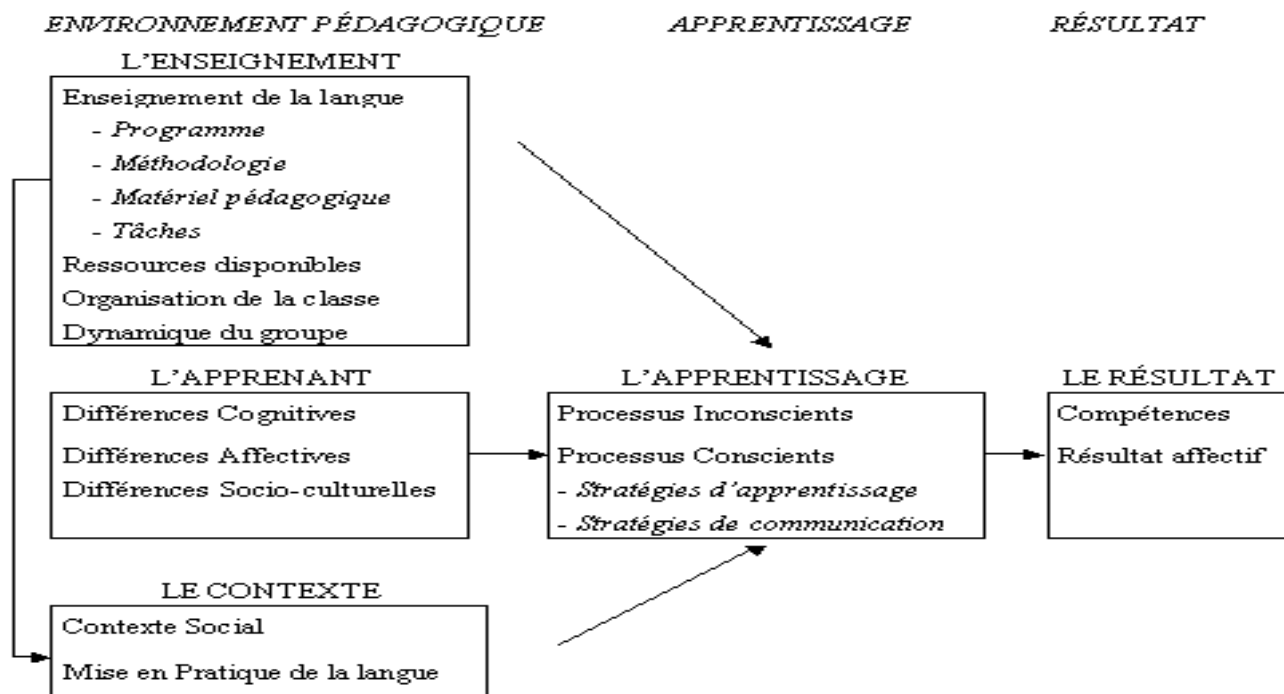 ENVIRONNEMENT PÉDAGOGIQUE
APPRENTISSAGE
RÉSULTAT
L'ENSEIGNEMENT
Enseignement de la langue
- Programme
- Méthodologie
- Matériel pédagogique
- Tâches
Ressources disponibles
Organisation de la classe
Dynamique du groupe
L'APPRENANT
Différences Cognitives
Différences Affectives
Différences Socio-culturelles
L'APPRENTISSAGE
Processus Inconscients
Processus Conscients
- Stratégies d'apprentissage
- Stratégies de communication
LE RÉSULTAT
Compétences
Résultat affectif
LE CONTEXTE
Contexte Social
Mise en Pratique de la langue